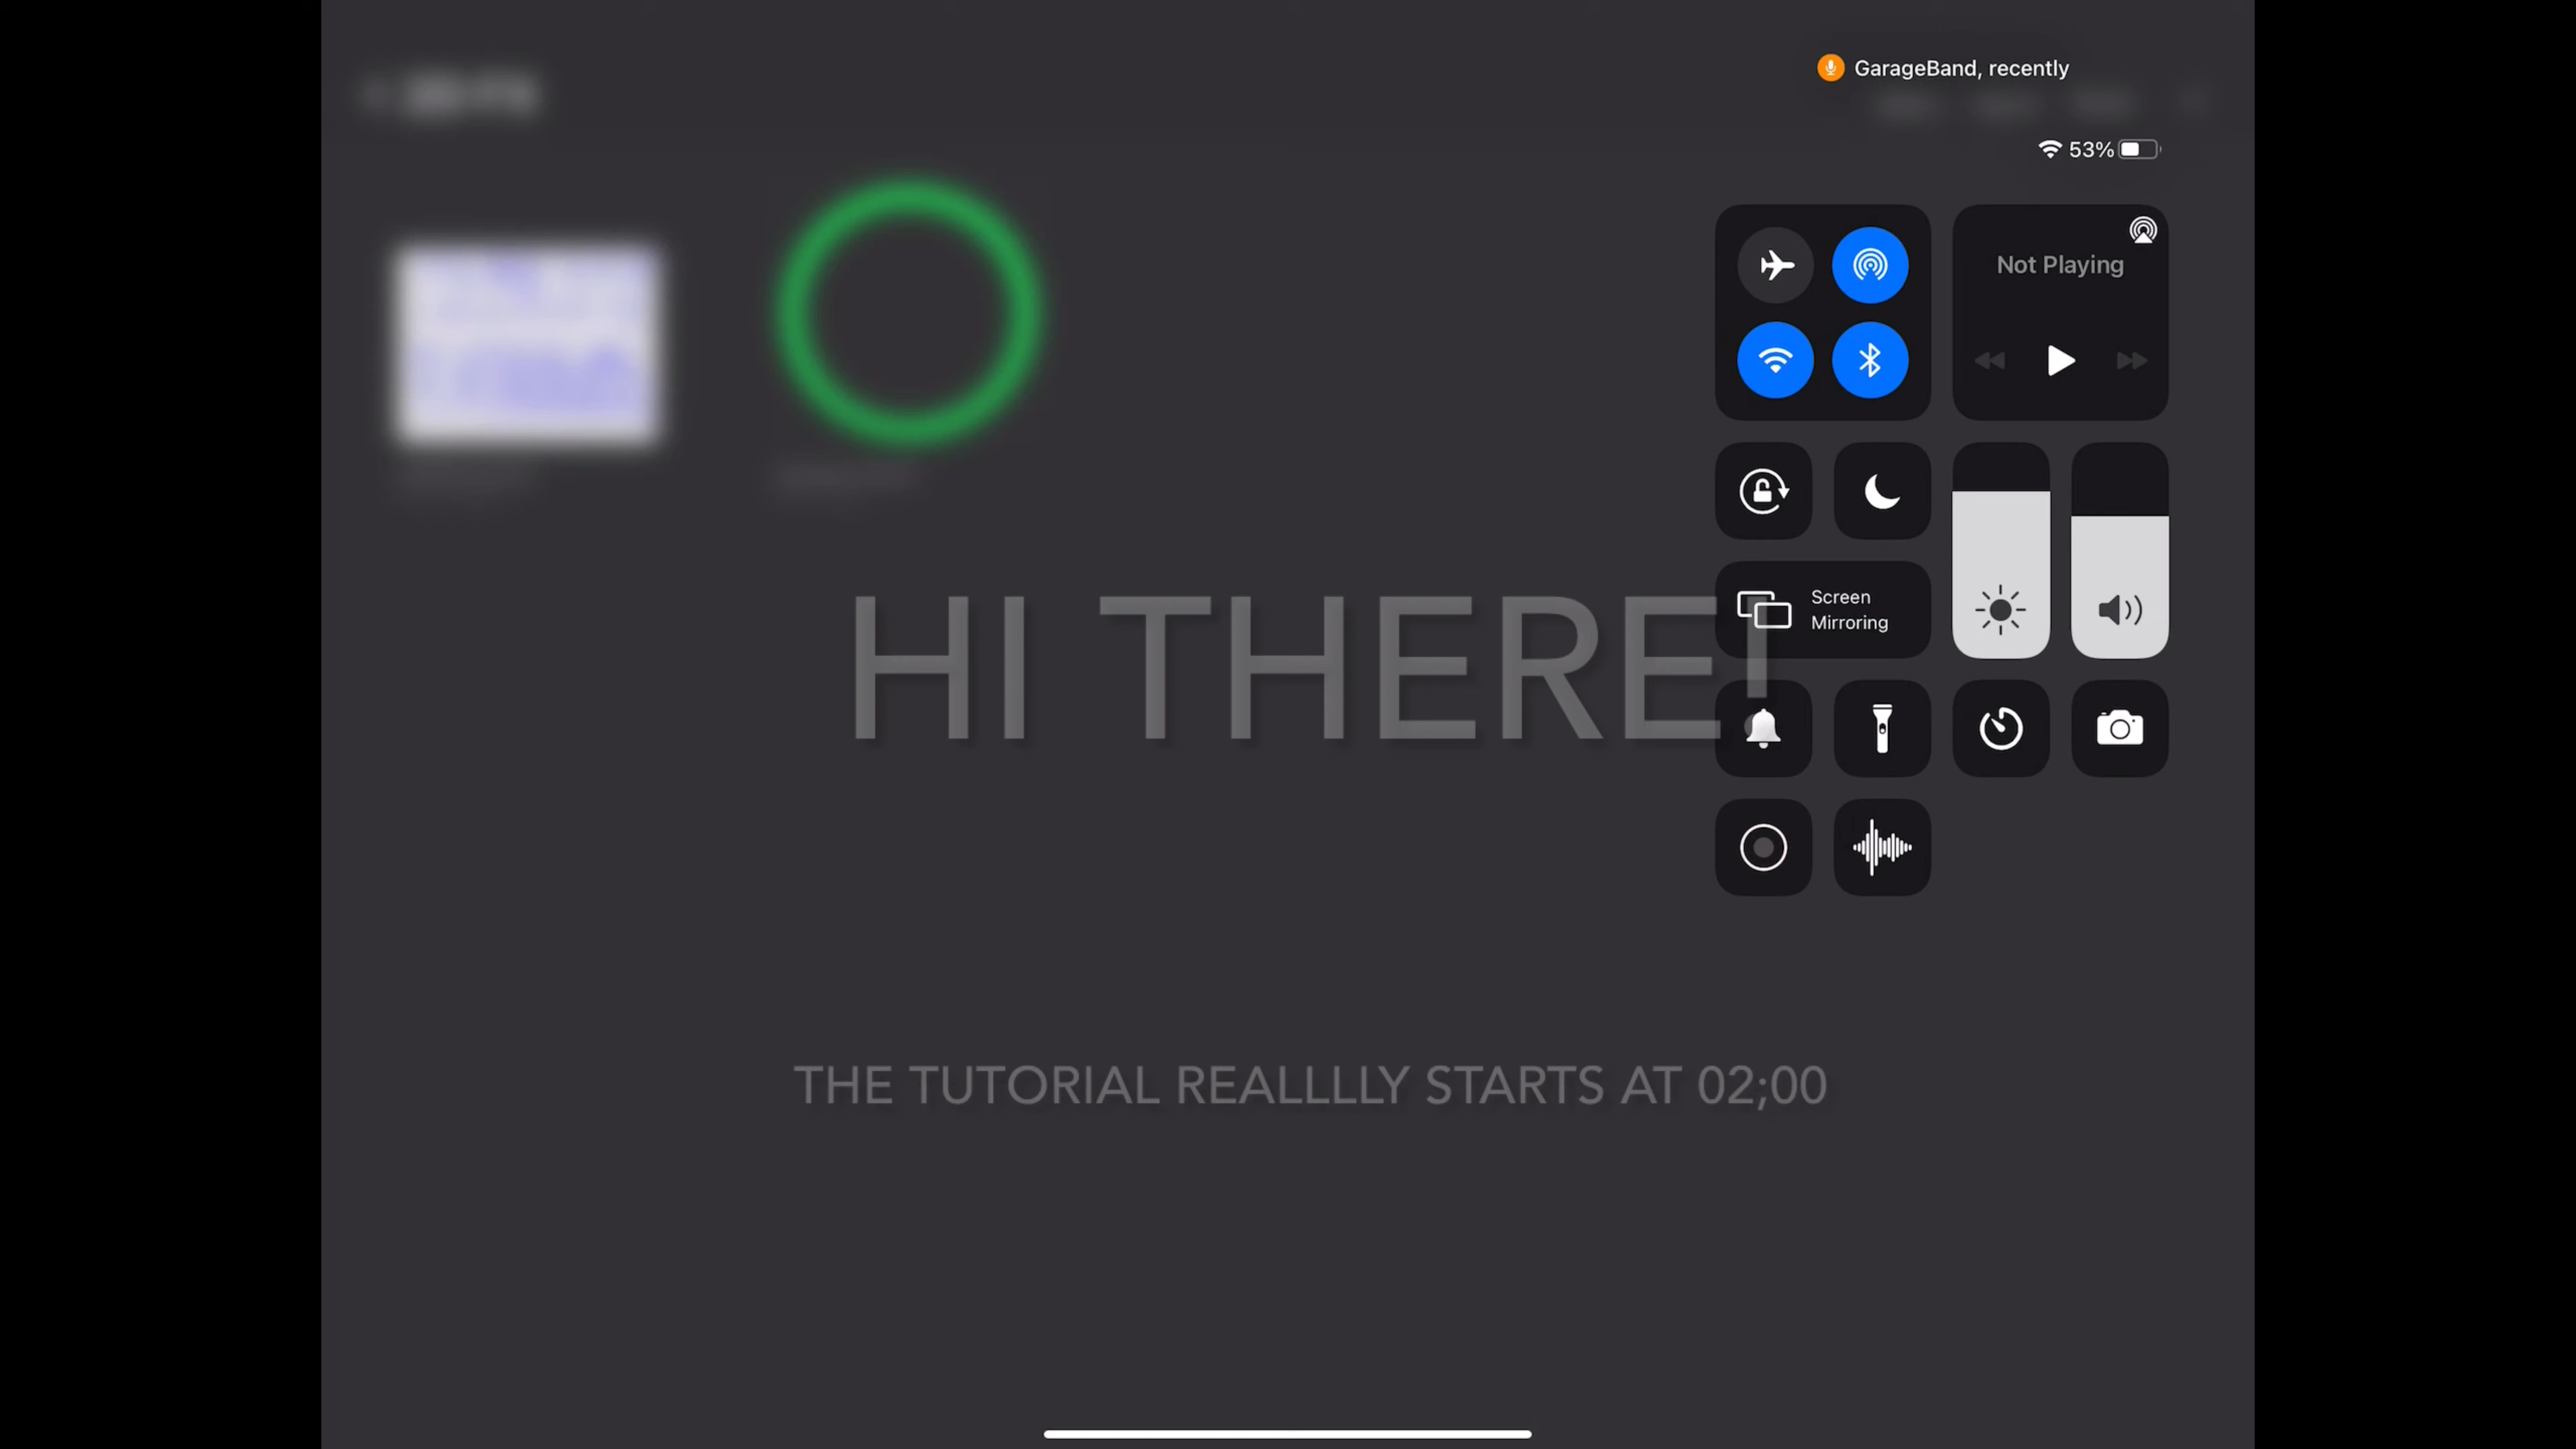 GarageBand, recently
53%
Not Playing
Screen
Mirroring
HI THERE!
THE TUTORIAL REALLLLY STARTS AT 02;00